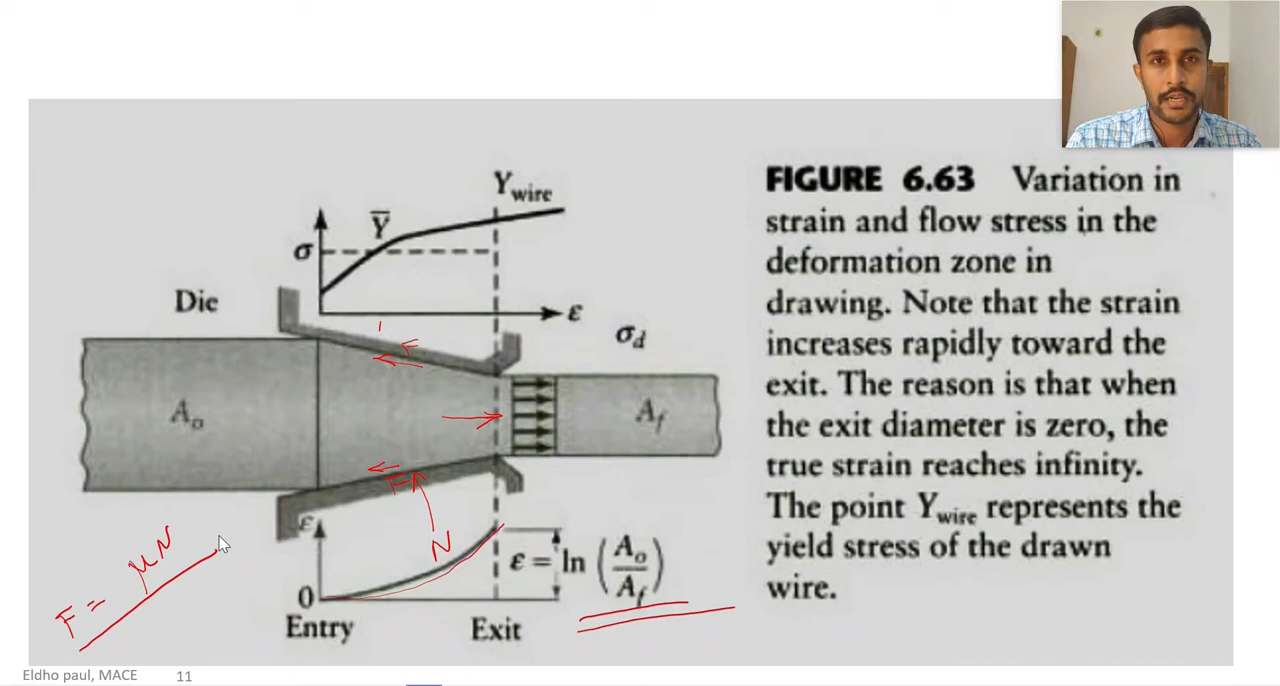 FIGURE 6.63 Variation in
strain and flow stress in the
deformation zone in
drawing. Note that the strain
increases rapidly toward the
exit. The reason is that when
the exit diameter is zero, the
true strain reaches infinity.
The point Y_wire represents the
yield stress of the drawn
wire.
Y_wire
Ȳ
σ
ε
Die
σ_d
F
A_o
A_f
F
N
ε
ε = ln (A_o/A_f)
0
Entry
Exit
F = μN
Eldho paul, MACE 11